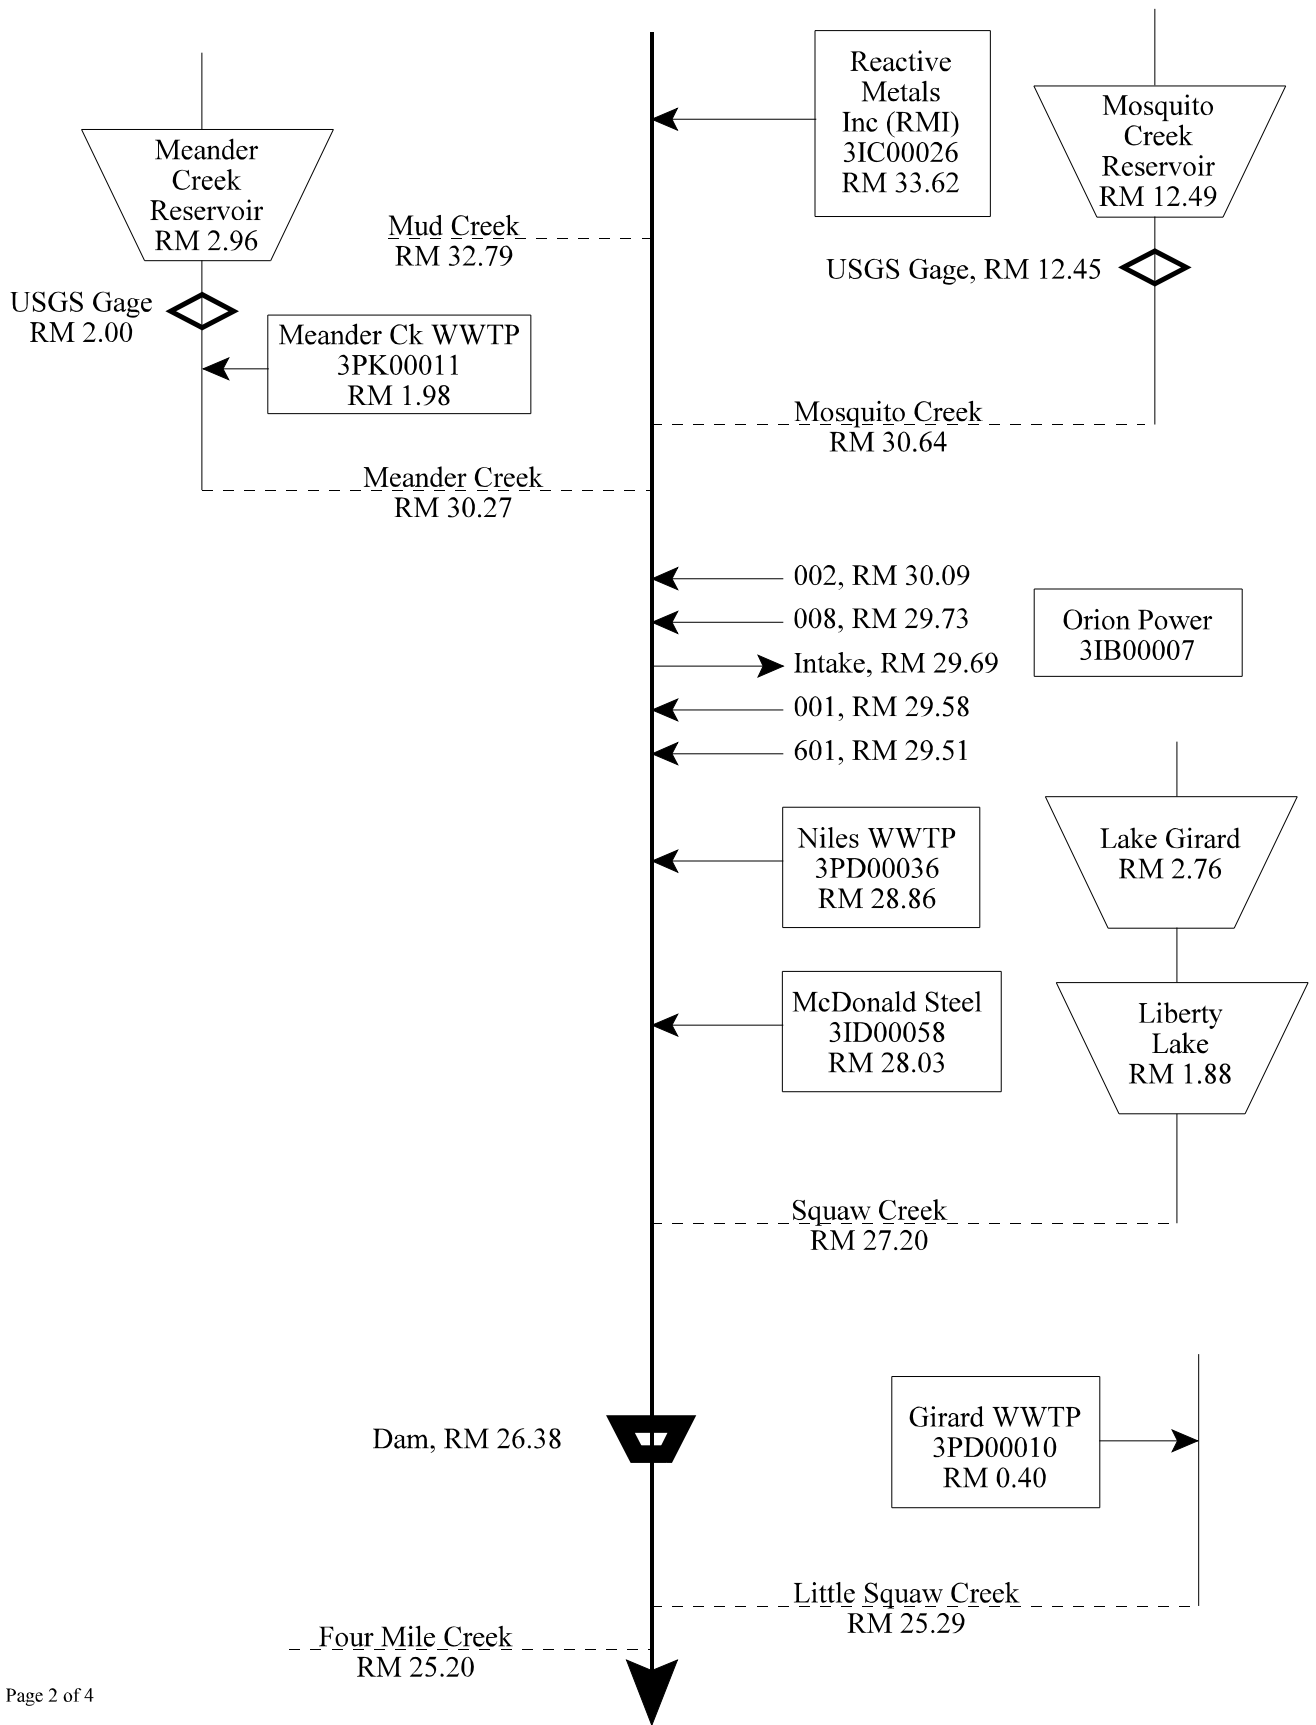 Reactive
Metals
Inc (RMI)
3IC00026
RM 33.62
Mosquito
Creek
Reservoir
RM 12.49
Meander
Creek
Reservoir
RM 2.96
Mud Creek
RM 32.79
USGS Gage, RM 12.45
USGS Gage
RM 2.00
Meander Ck WWTP
3PK00011
RM 1.98
Mosquito Creek
RM 30.64
Meander Creek
RM 30.27
002, RM 30.09
008, RM 29.73
Intake, RM 29.69
001, RM 29.58
601, RM 29.51
Orion Power
3IB00007
Niles WWTP
3PD00036
RM 28.86
Lake Girard
RM 2.76
McDonald Steel
3ID00058
RM 28.03
Liberty
Lake
RM 1.88
Squaw Creek
RM 27.20
Dam, RM 26.38
Girard WWTP
3PD00010
RM 0.40
Little Squaw Creek
RM 25.29
Four Mile Creek
RM 25.20
Page 2 of 4